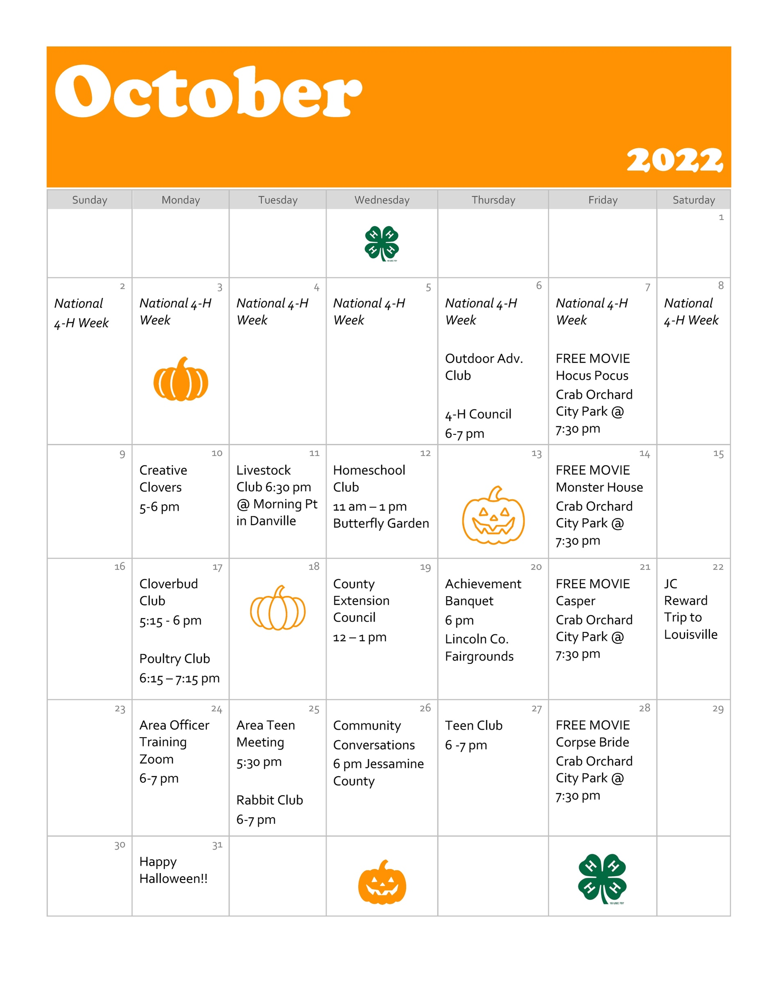 October
2022
Sunday Monday Tuesday Wednesday Thursday Friday Saturday
H H H H
18 USC 707
1
2
National
4-H Week
3
National 4-H
Week
4
National 4-H
Week
5
National 4-H
Week
6
National 4-H
Week
Outdoor Adv.
Club
4-H Council
6-7 pm
7
National 4-H
Week
FREE MOVIE
Hocus Pocus
Crab Orchard
City Park @
7:30 pm
8
National
4-H Week
9
10
Creative
Clovers
5-6 pm
11
Livestock
Club 6:30 pm
@ Morning Pt
in Danville
12
Homeschool
Club
11 am – 1 pm
Butterfly Garden
13
14
FREE MOVIE
Monster House
Crab Orchard
City Park @
7:30 pm
15
16
17
Cloverbud
Club
5:15 - 6 pm
Poultry Club
6:15 – 7:15 pm
18
19
County
Extension
Council
12 – 1 pm
20
Achievement
Banquet
6 pm
Lincoln Co.
Fairgrounds
21
FREE MOVIE
Casper
Crab Orchard
City Park @
7:30 pm
22
JC
Reward
Trip to
Louisville
23
24
Area Officer
Training
Zoom
6-7 pm
25
Area Teen
Meeting
5:30 pm
Rabbit Club
6-7 pm
26
Community
Conversations
6 pm Jessamine
County
27
Teen Club
6 -7 pm
28
FREE MOVIE
Corpse Bride
Crab Orchard
City Park @
7:30 pm
29
30
31
Happy
Halloween!!
H H H H
18 USC 707